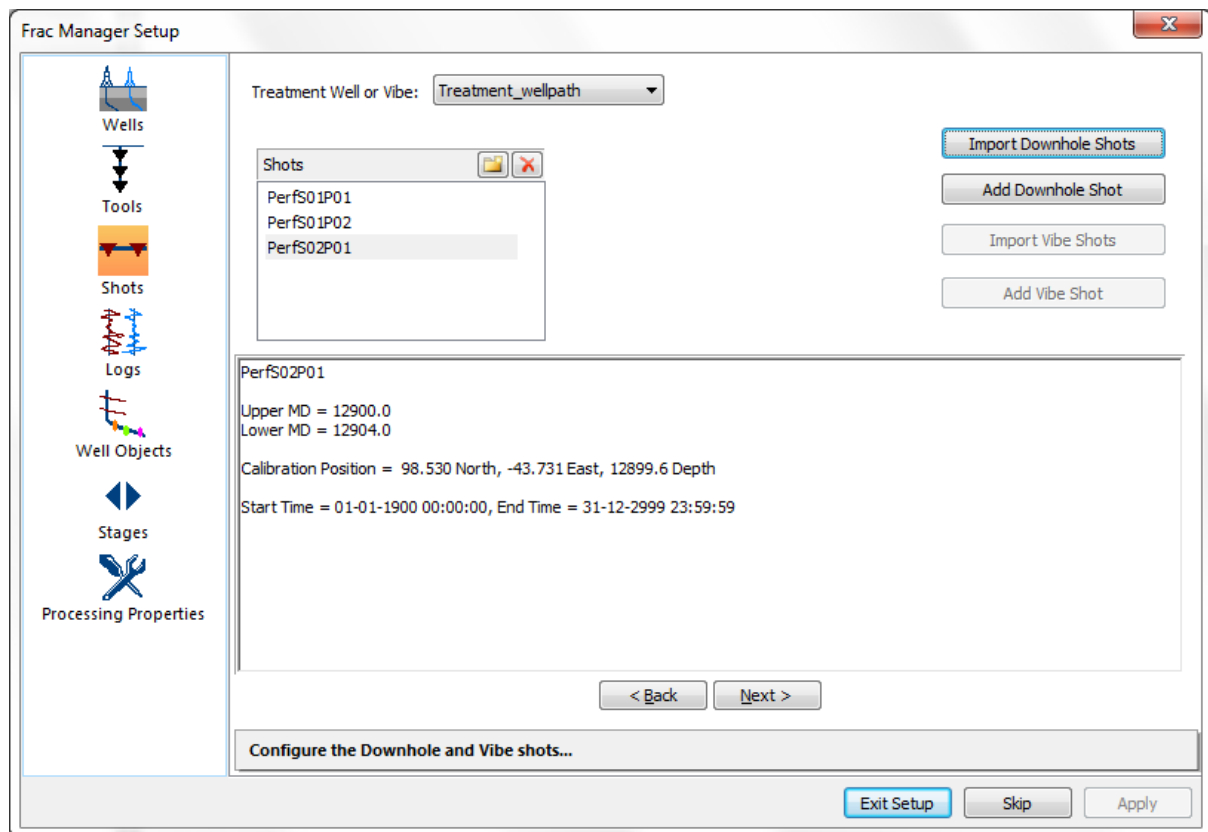 Frac Manager Setup
Wells
Tools
Shots
Logs
Well Objects
Stages
Processing Properties
Treatment Well or Vibe: Treatment_wellpath
Shots
PerfS01P01
PerfS01P02
PerfS02P01
Import Downhole Shots
Add Downhole Shot
Import Vibe Shots
Add Vibe Shot
PerfS02P01
Upper MD = 12900.0
Lower MD = 12904.0
Calibration Position = 98.530 North, -43.731 East, 12899.6 Depth
Start Time = 01-01-1900 00:00:00, End Time = 31-12-2999 23:59:59
< Back Next >
Configure the Downhole and Vibe shots...
Exit Setup Skip Apply